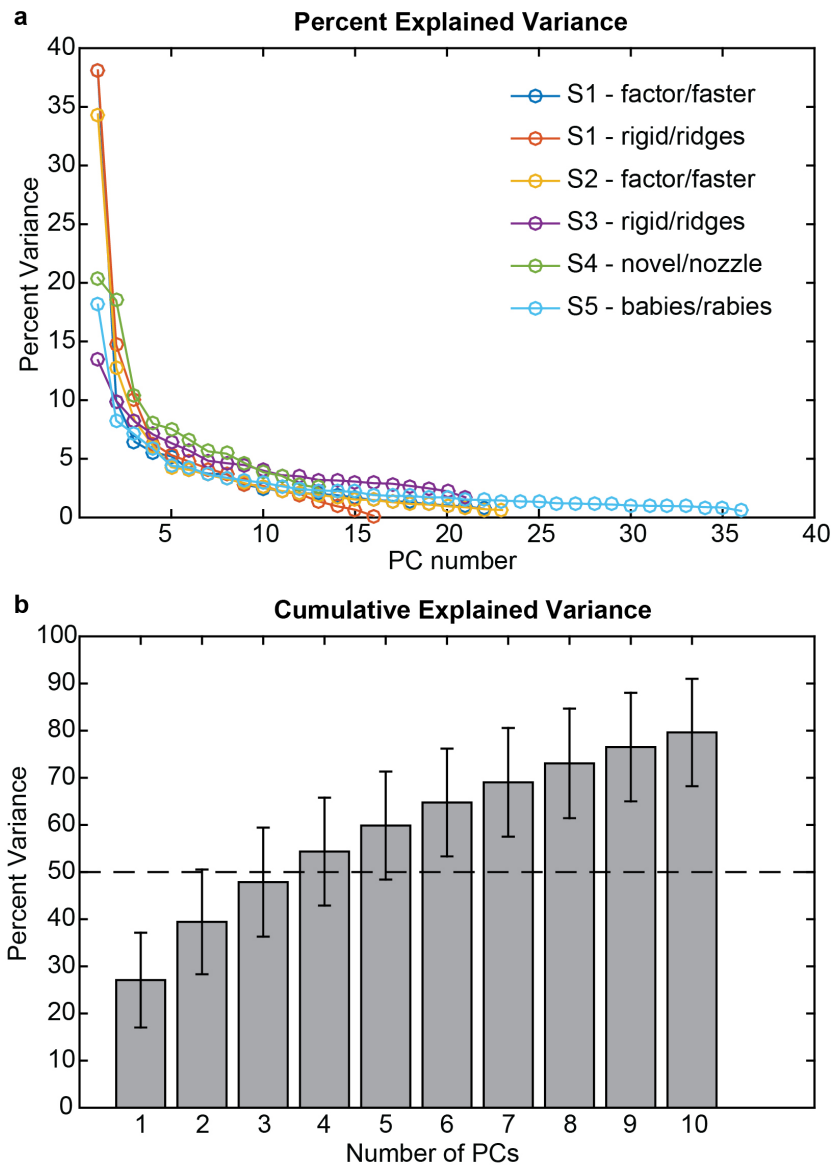 a
Percent Explained Variance
Percent Variance
40
35
30
25
20
15
10
5
0
S1 - factor/faster
S1 - rigid/ridges
S2 - factor/faster
S3 - rigid/ridges
S4 - novel/nozzle
S5 - babies/rabies
5 10 15 20 25 30 35 40
PC number
b
Cumulative Explained Variance
Percent Variance
100
90
80
70
60
50
40
30
20
10
0
1 2 3 4 5 6 7 8 9 10
Number of PCs